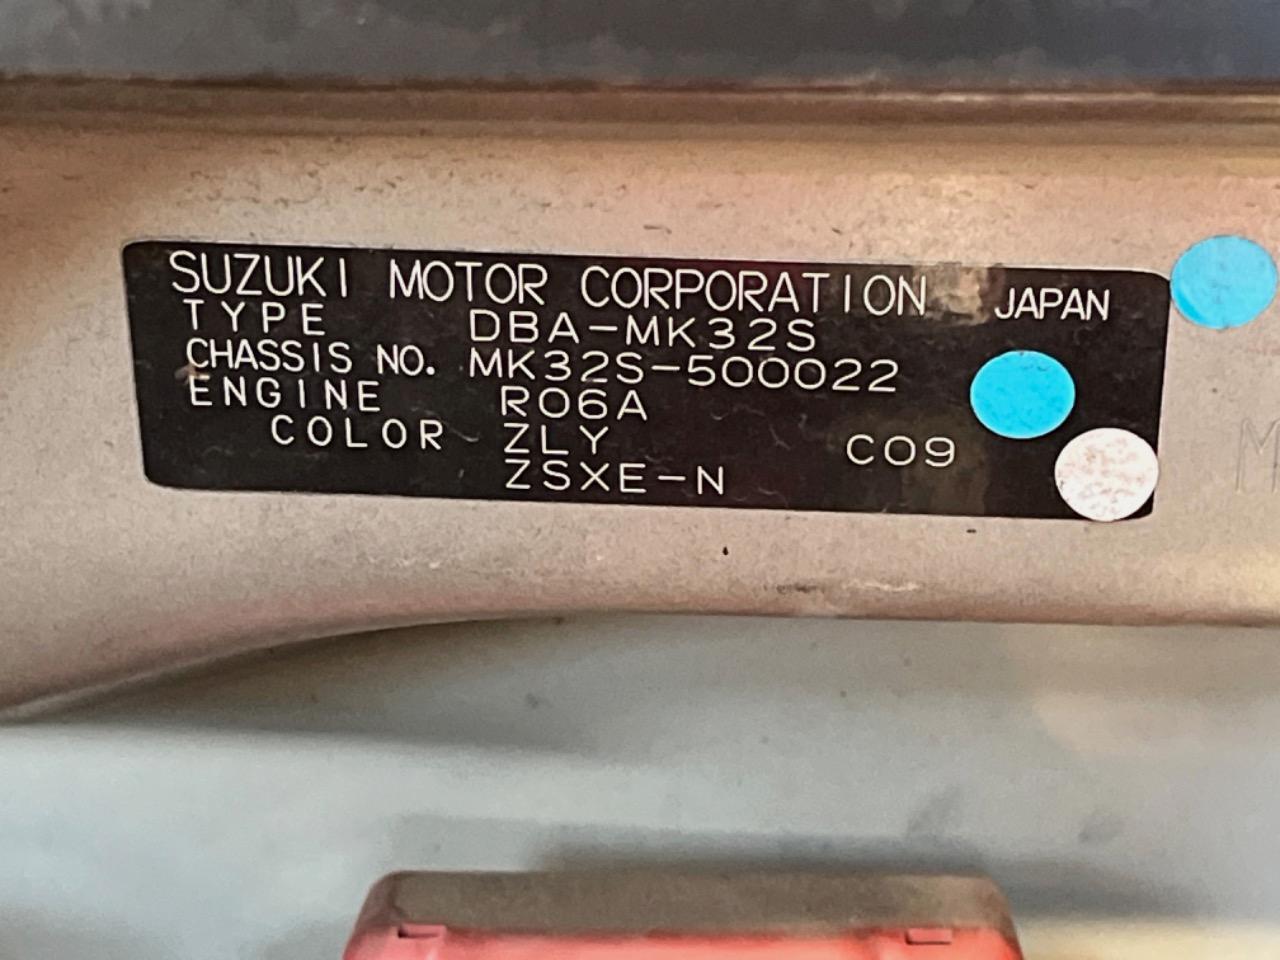 SUZUKI MOTOR CORPORATION JAPAN
TYPE DBA-MK32S
CHASSIS NO. MK32S-500022
ENGINE R06A
COLOR ZLY C09
ZSXE-N